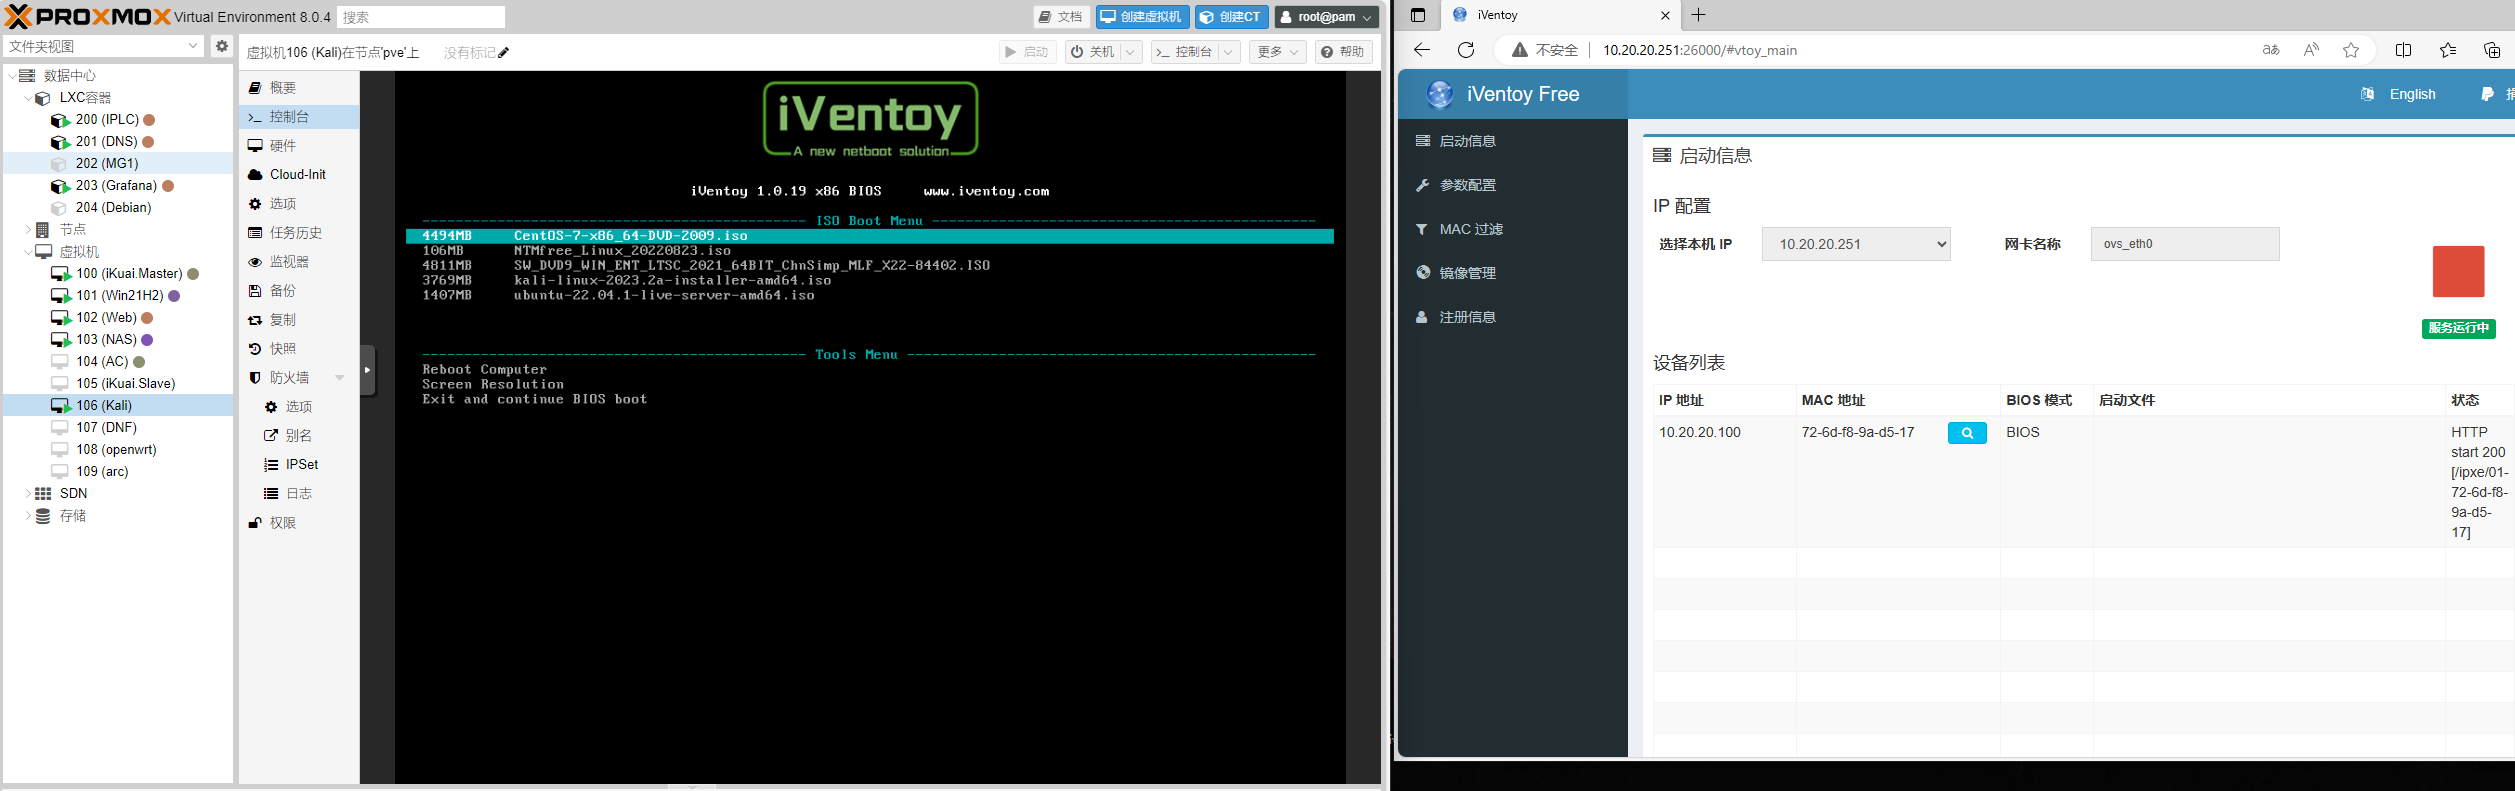 PROXMOX Virtual Environment 8.0.4
搜索
文档
创建虚拟机
创建CT
root@pam
文件夹视图
虚拟机106 (Kali)在节点'pve'上
没有标记
启动
关机
控制台
更多
帮助
数据中心
LXC容器
200 (IPLC)
201 (DNS)
202 (MG1)
203 (Grafana)
204 (Debian)
节点
虚拟机
100 (iKuai.Master)
101 (Win21H2)
102 (Web)
103 (NAS)
104 (AC)
105 (iKuai.Slave)
106 (Kali)
107 (DNF)
108 (openwrt)
109 (arc)
SDN
存储
概要
控制台
硬件
Cloud-Init
选项
任务历史
监视器
备份
复制
快照
防火墙
选项
别名
IPSet
日志
权限
iVentoy
A new netboot solution
iVentoy 1.0.19 x86 BIOS www.iventoy.com
ISO Boot Menu
4494MB CentOS-7-x86_64-DVD-2009.iso
106MB NTMfree_Linux_20220823.iso
4811MB SW_DVD9_WIN_ENT_LTSC_2021_64BIT_ChnSimp_MLF_X22-84402.ISO
3769MB kali-linux-2023.2a-installer-amd64.iso
1407MB ubuntu-22.04.1-live-server-amd64.iso
Tools Menu
Reboot Computer
Screen Resolution
Exit and continue BIOS boot
iVentoy
不安全
10.20.20.251:26000/#vtoy_main
aあ
iVentoy Free
English
捐
启动信息
参数配置
MAC 过滤
镜像管理
注册信息
启动信息
IP 配置
选择本机 IP
10.20.20.251
网卡名称
ovs_eth0
服务运行中
设备列表
IP 地址 MAC 地址 BIOS 模式 启动文件 状态
10.20.20.100 72-6d-f8-9a-d5-17 BIOS HTTP
start 200
[/ipxe/01-
72-6d-f8-
9a-d5-
17]